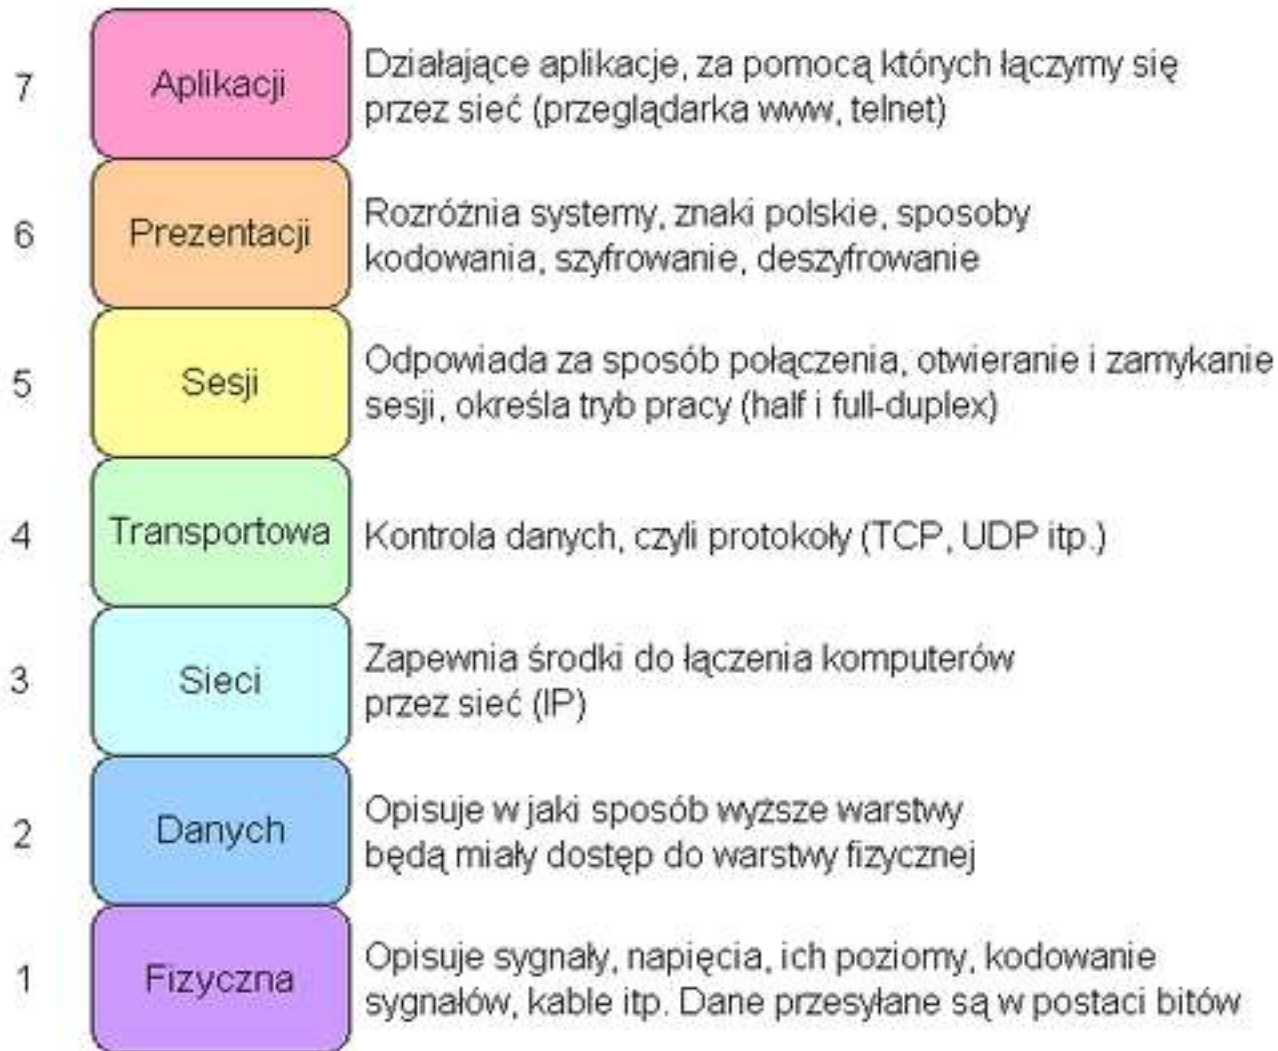 7
Aplikacji
Działające aplikacje, za pomocą których łączymy się
przez sieć (przeglądarka www, telnet)
6
Prezentacji
Rozróżnia systemy, znaki polskie, sposoby
kodowania, szyfrowanie, deszyfrowanie
5
Sesji
Odpowiada za sposób połączenia, otwieranie i zamykanie
sesji, określa tryb pracy (half i full-duplex)
4
Transportowa
Kontrola danych, czyli protokoły (TCP, UDP itp.)
3
Sieci
Zapewnia środki do łączenia komputerów
przez sieć (IP)
2
Danych
Opisuje w jaki sposób wyższe warstwy
będą miały dostęp do warstwy fizycznej
1
Fizyczna
Opisuje sygnały, napięcia, ich poziomy, kodowanie
sygnałów, kable itp. Dane przesyłane są w postaci bitów